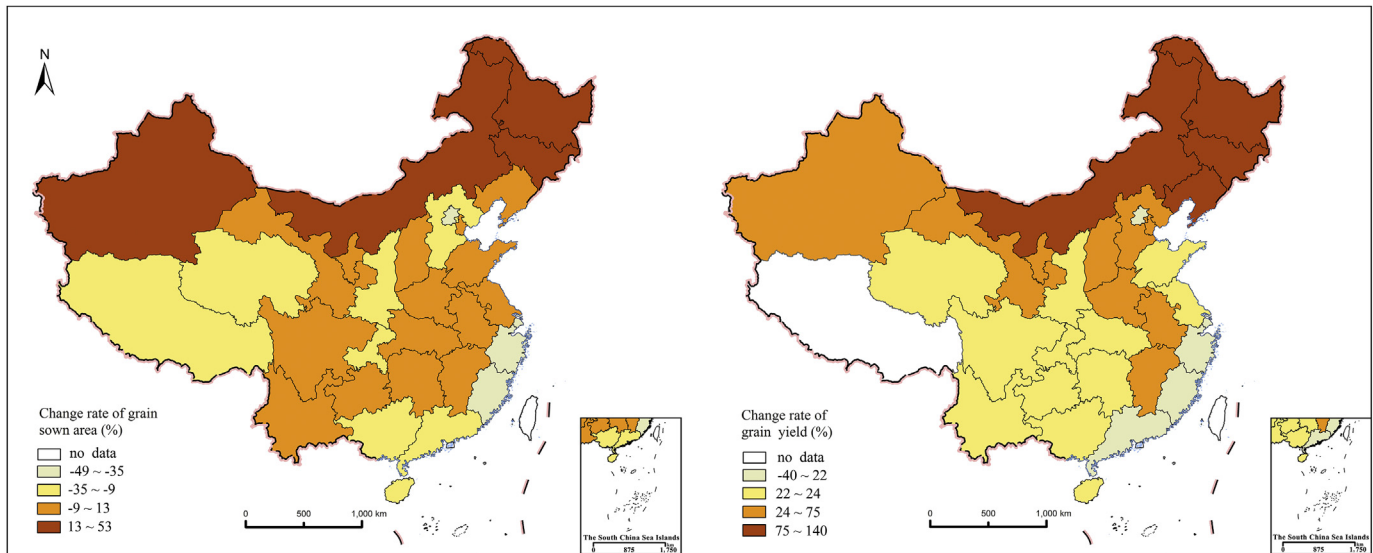 N
Change rate of grain
sown area (%)
no data
-49 ~ -35
-35 ~ -9
-9 ~ 13
13 ~ 53
0 500 1,000 km
The South China Sea Islands
km
0 875 1,750
Change rate of
grain yield (%)
no data
-40 ~ 22
22 ~ 24
24 ~ 75
75 ~ 140
0 500 1,000 km
The South China Sea Islands
km
0 875 1,750